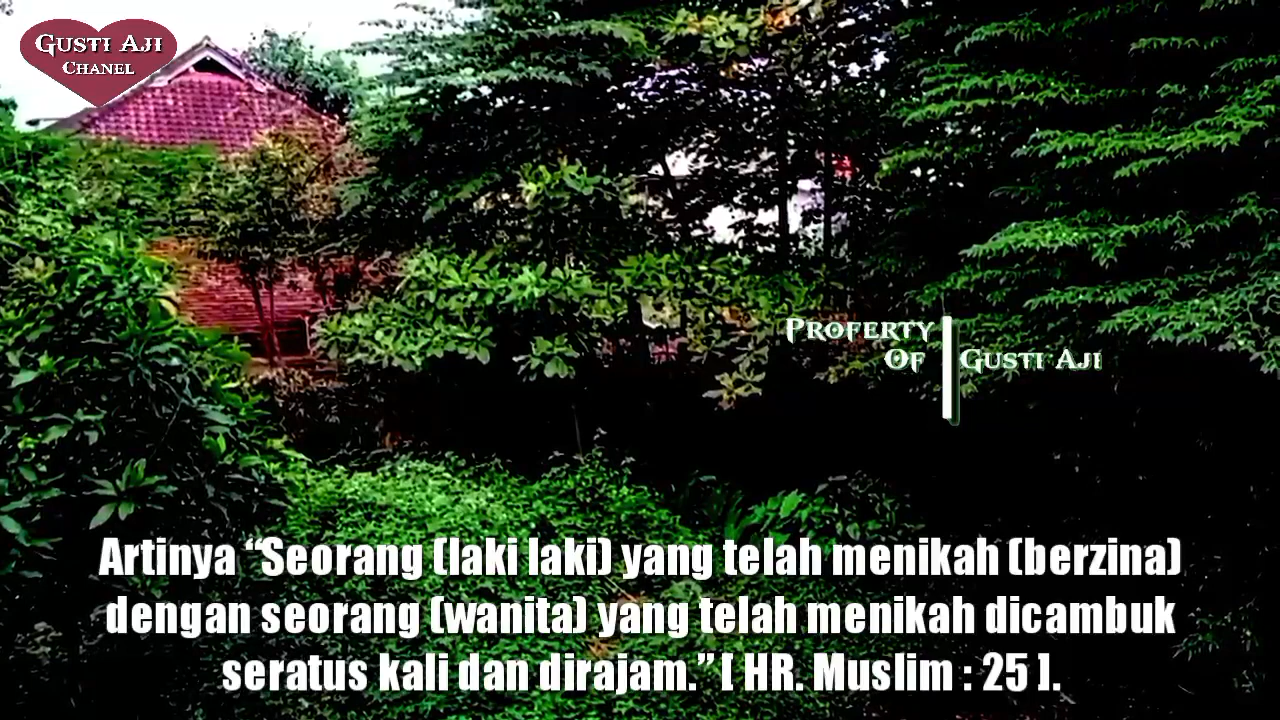 Gusti Aji
Chanel
Proferty
Of
Gusti Aji
Artinya “Seorang (laki laki) yang telah menikah (berzina)
dengan seorang (wanita) yang telah menikah dicambuk
seratus kali dan dirajam.” [ HR. Muslim : 25 ].